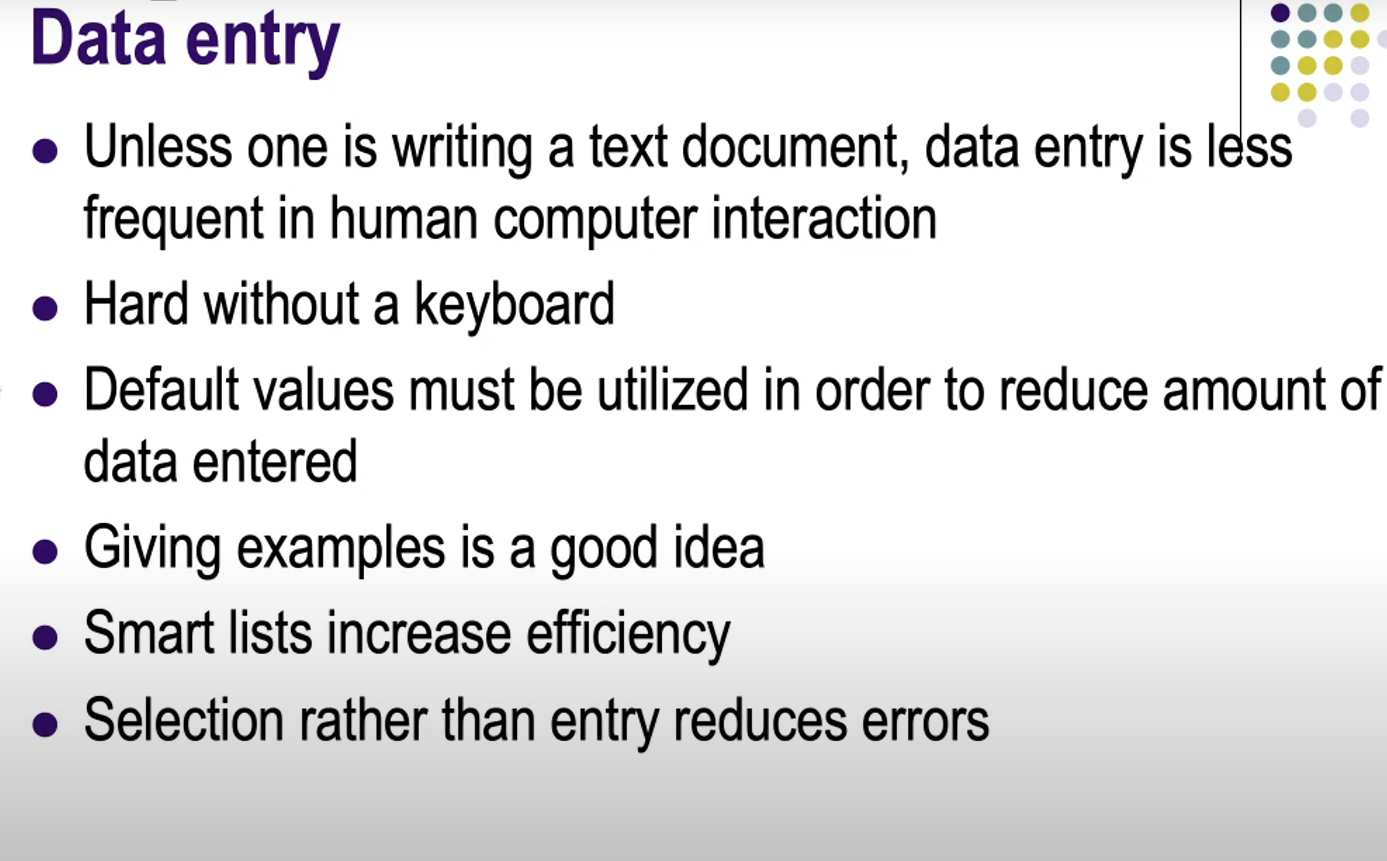 Data entry
● Unless one is writing a text document, data entry is less
frequent in human computer interaction
● Hard without a keyboard
● Default values must be utilized in order to reduce amount of
data entered
● Giving examples is a good idea
● Smart lists increase efficiency
● Selection rather than entry reduces errors